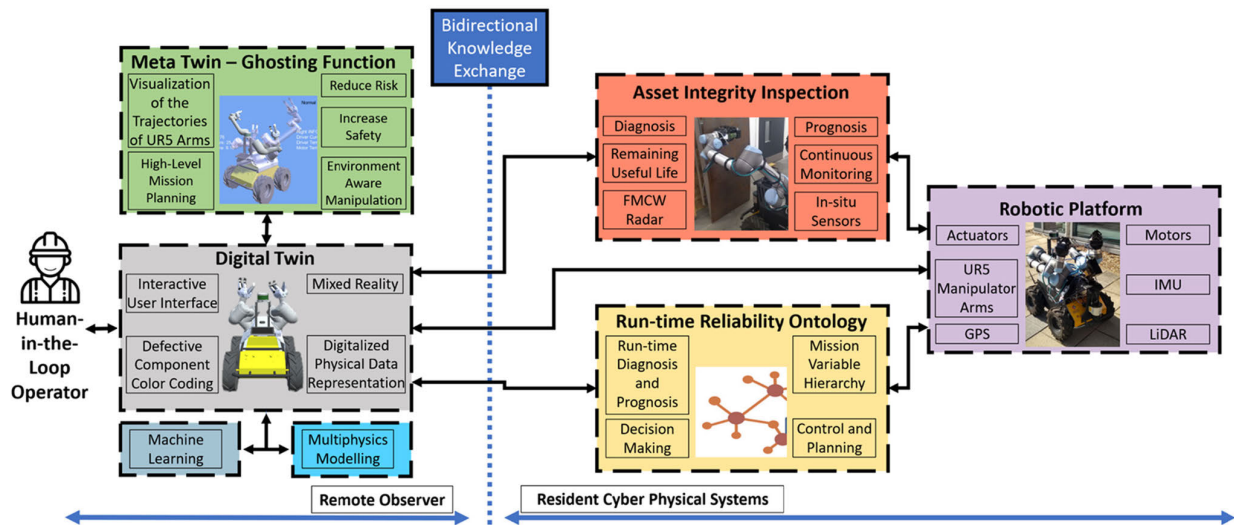 Bidirectional
Knowledge
Exchange
Meta Twin – Ghosting Function
Visualization
of the
Trajectories
of UR5 Arms
High-Level
Mission
Planning
Normal
Reduce Risk
Increase
Safety
Environment
Aware
Manipulation
Human-
in-the-
Loop
Operator
Digital Twin
Interactive
User Interface
Mixed Reality
Defective
Component
Color Coding
Digitalized
Physical Data
Representation
Machine
Learning
Multiphysics
Modelling
Asset Integrity Inspection
Diagnosis
Remaining
Useful Life
FMCW
Radar
Prognosis
Continuous
Monitoring
In-situ
Sensors
Run-time Reliability Ontology
Run-time
Diagnosis
and
Prognosis
Decision
Making
Mission
Variable
Hierarchy
Control and
Planning
Robotic Platform
Actuators
UR5
Manipulator
Arms
GPS
Motors
IMU
LiDAR
Remote Observer
Resident Cyber Physical Systems